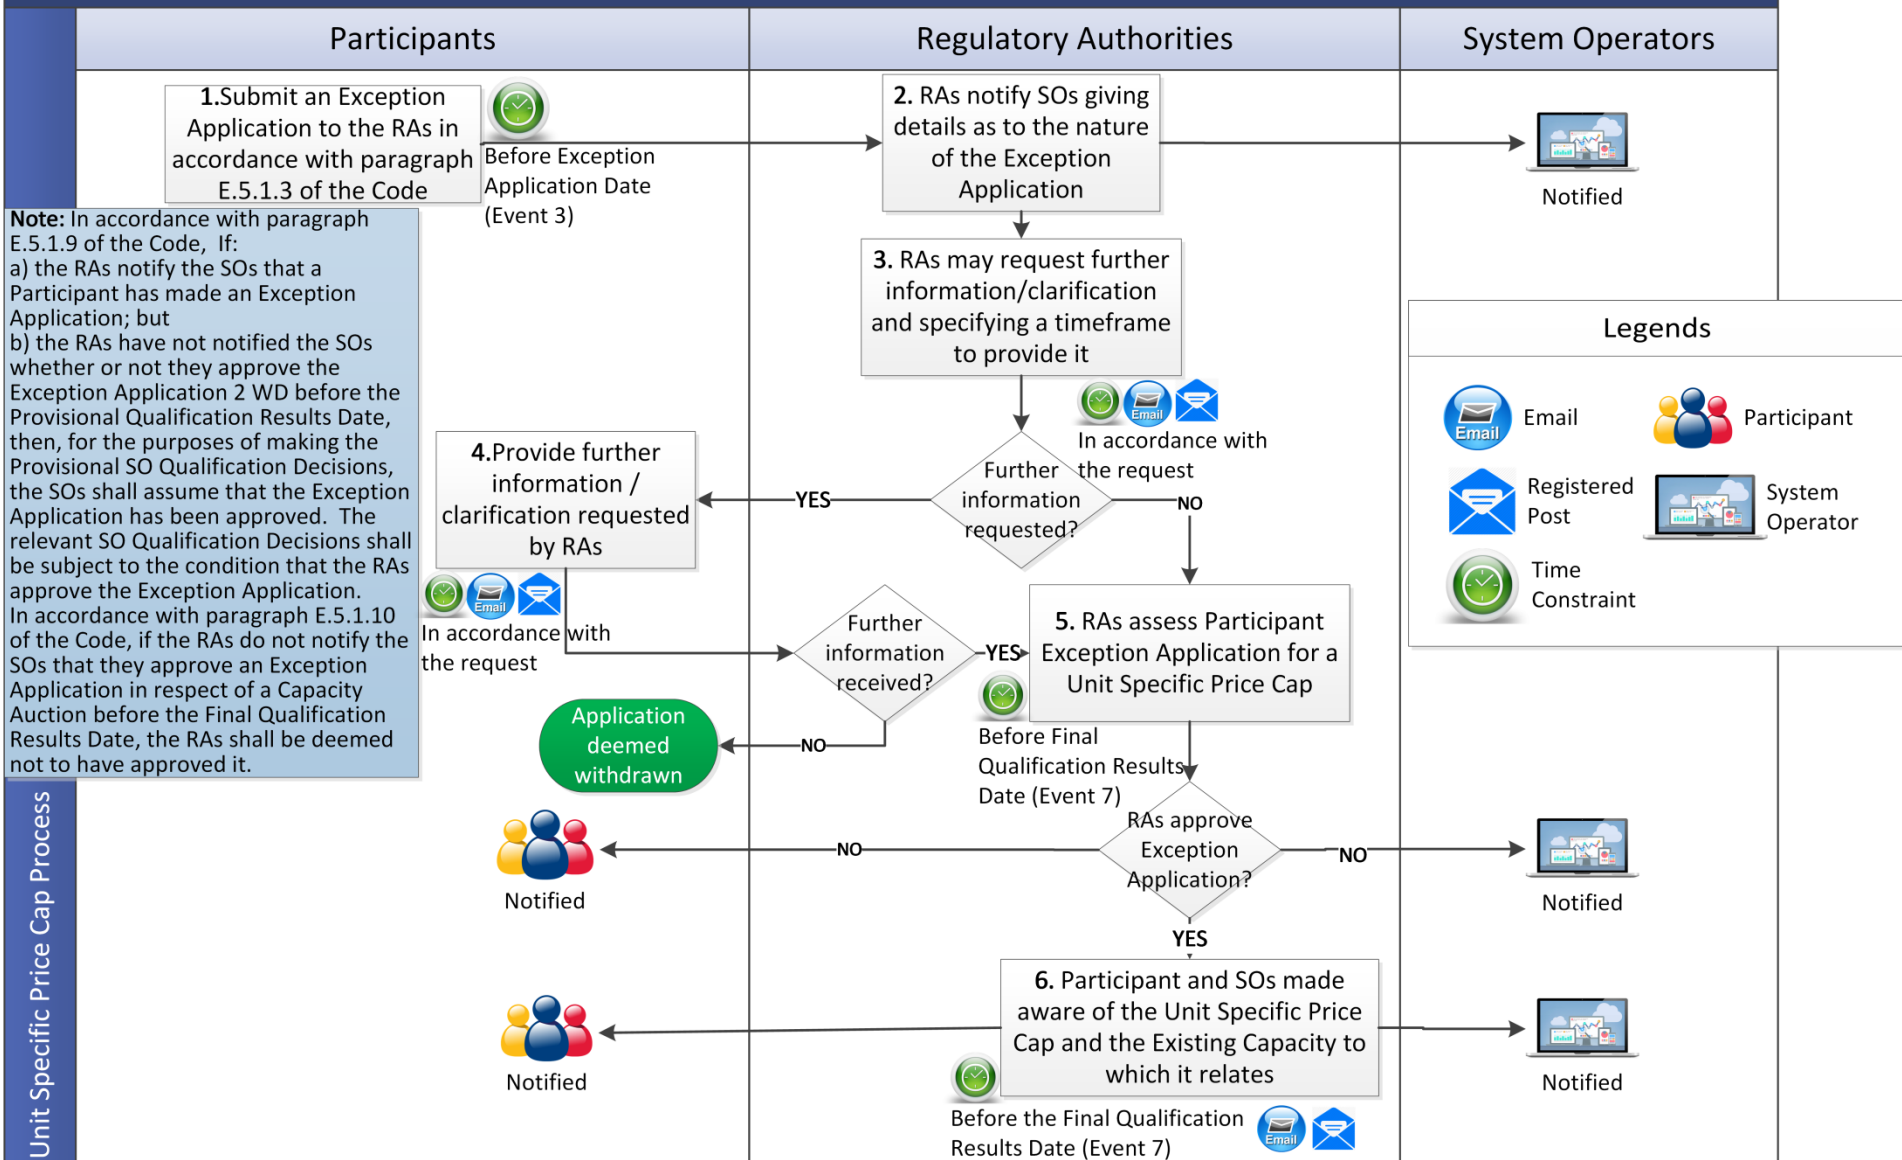 Participants
Regulatory Authorities
System Operators
Unit Specific Price Cap Process
1.Submit an Exception
Application to the RAs in
accordance with paragraph
E.5.1.3 of the Code
Before Exception
Application Date
(Event 3)
2. RAs notify SOs giving
details as to the nature
of the Exception
Application
Notified
Note: In accordance with paragraph
E.5.1.9 of the Code, If:
a) the RAs notify the SOs that a
Participant has made an Exception
Application; but
b) the RAs have not notified the SOs
whether or not they approve the
Exception Application 2 WD before the
Provisional Qualification Results Date,
then, for the purposes of making the
Provisional SO Qualification Decisions,
the SOs shall assume that the Exception
Application has been approved. The
relevant SO Qualification Decisions shall
be subject to the condition that the RAs
approve the Exception Application.
In accordance with paragraph E.5.1.10
of the Code, if the RAs do not notify the
SOs that they approve an Exception
Application in respect of a Capacity
Auction before the Final Qualification
Results Date, the RAs shall be deemed
not to have approved it.
3. RAs may request further
information/clarification
and specifying a timeframe
to provide it
Email
In accordance with
the request
Legends
Email
Email
Participant
Registered
Post
System
Operator
Time
Constraint
Further
information
requested?
YES
NO
4.Provide further
information /
clarification requested
by RAs
Email
In accordance with
the request
Further
information
received?
YES
NO
Application
deemed
withdrawn
5. RAs assess Participant
Exception Application for a
Unit Specific Price Cap
Before Final
Qualification Results
Date (Event 7)
RAs approve
Exception
Application?
NO
NO
Notified
Notified
YES
6. Participant and SOs made
aware of the Unit Specific Price
Cap and the Existing Capacity to
which it relates
Notified
Notified
Before the Final Qualification
Results Date (Event 7)
Email